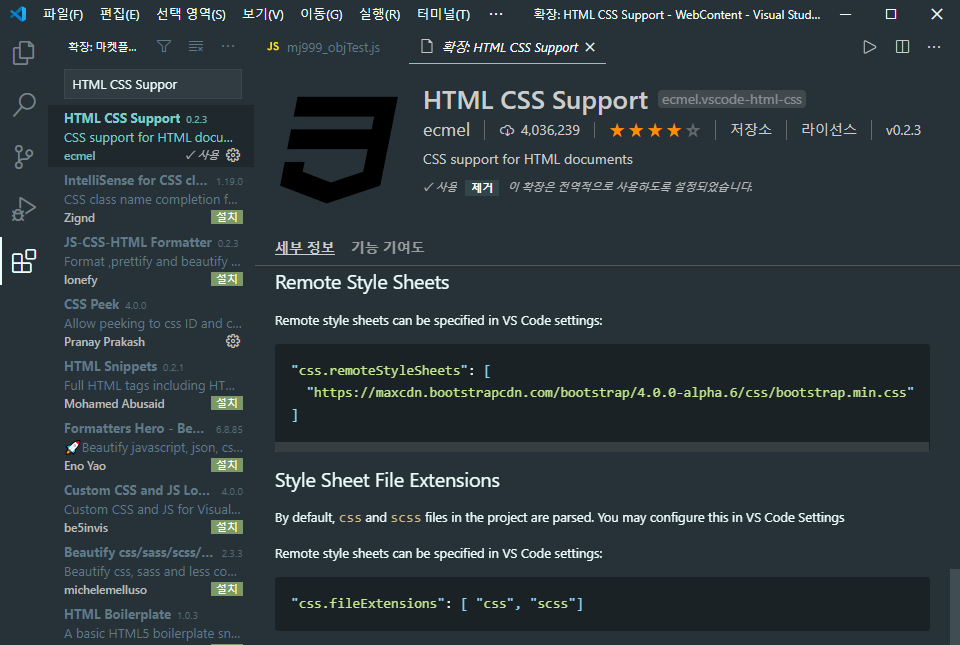 파일(F) 편집(E) 선택 영역(S) 보기(V) 이동(G) 실행(R) 터미널(T) ··· 확장: HTML CSS Support - WebContent - Visual Stud...
확장: 마켓플... ···
JS mj999_objTest.js 확장: HTML CSS Support ···
HTML CSS Suppor
HTML CSS Support 0.2.3
CSS support for HTML docu...
ecmel ✓사용
IntelliSense for CSS cl... 1.19.0
CSS class name completion f...
Zignd 설치
JS-CSS-HTML Formatter 0.2.3
Format ,prettify and beautify ...
lonefy 설치
CSS Peek 4.0.0
Allow peeking to css ID and c...
Pranay Prakash
HTML Snippets 0.2.1
Full HTML tags including HT...
Mohamed Abusaid 설치
Formatters Hero - Be... 6.8.85
🚀Beautify javascript, json, cs...
Eno Yao 설치
Custom CSS and JS Lo... 4.0.0
Custom CSS and JS for Visual...
be5invis 설치
Beautify css/sass/scss/... 2.3.3
Beautify css, sass and less co...
michelemelluso 설치
HTML Boilerplate 1.0.3
A basic HTML5 boilerplate sn...
HTML CSS Support ecmel.vscode-html-css
ecmel 4,036,239 ★★★★☆ 저장소 라이선스 v0.2.3
CSS support for HTML documents
✓사용 제거 이 확장은 전역적으로 사용하도록 설정되었습니다.
세부 정보 기능 기여도
Remote Style Sheets
Remote style sheets can be specified in VS Code settings:
"css.remoteStyleSheets": [
"https://maxcdn.bootstrapcdn.com/bootstrap/4.0.0-alpha.6/css/bootstrap.min.css"
]
Style Sheet File Extensions
By default, css and scss files in the project are parsed. You may configure this in VS Code Settings
Remote style sheets can be specified in VS Code settings:
"css.fileExtensions": [ "css", "scss"]